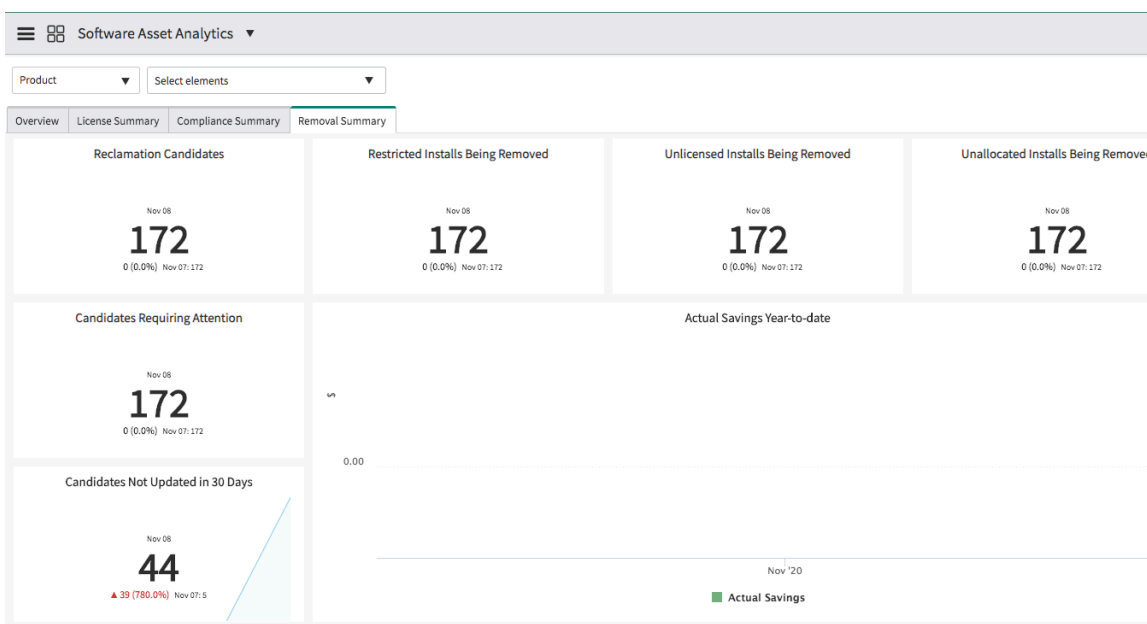 Software Asset Analytics ▼
Product ▼ Select elements ▼
Overview License Summary Compliance Summary Removal Summary
Reclamation Candidates
Nov 08
172
0 (0.0%) Nov 07: 172
Restricted Installs Being Removed
Nov 08
172
0 (0.0%) Nov 07: 172
Unlicensed Installs Being Removed
Nov 08
172
0 (0.0%) Nov 07: 172
Unallocated Installs Being Remove
Nov 08
172
0 (0.0%) Nov 07: 172
Candidates Requiring Attention
Nov 08
172
0 (0.0%) Nov 07: 172
Actual Savings Year-to-date
$
0.00
Nov '20
Actual Savings
Candidates Not Updated in 30 Days
Nov 08
44
▲ 39 (780.0%) Nov 07: 5